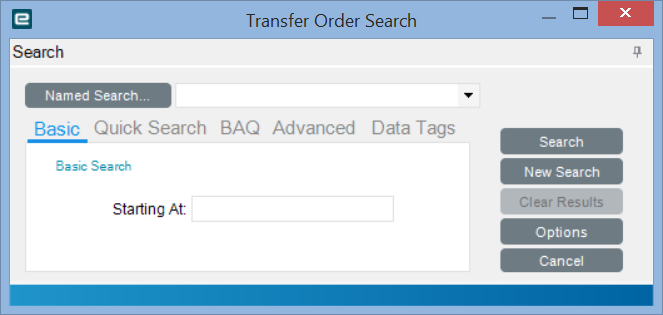 Transfer Order Search
Search
Named Search...
Basic Quick Search BAQ Advanced Data Tags
Basic Search
Starting At:
Search
New Search
Clear Results
Options
Cancel